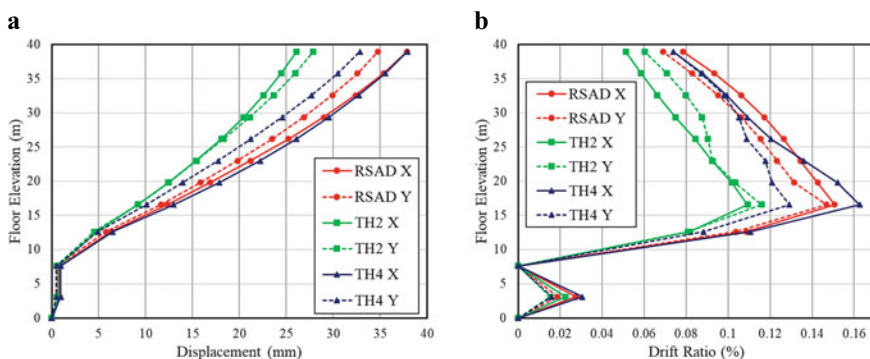 a
Floor Elevation (m)
40
35
30
25
20
15
10
5
0
0 5 10 15 20 25 30 35 40
Displacement (mm)
RSAD X
RSAD Y
TH2 X
TH2 Y
TH4 X
TH4 Y
b
Floor Elevation (m)
40
35
30
25
20
15
10
5
0
0 0.02 0.04 0.06 0.08 0.10 0.12 0.14 0.16
Drift Ratio (%)
RSAD X
RSAD Y
TH2 X
TH2 Y
TH4 X
TH4 Y